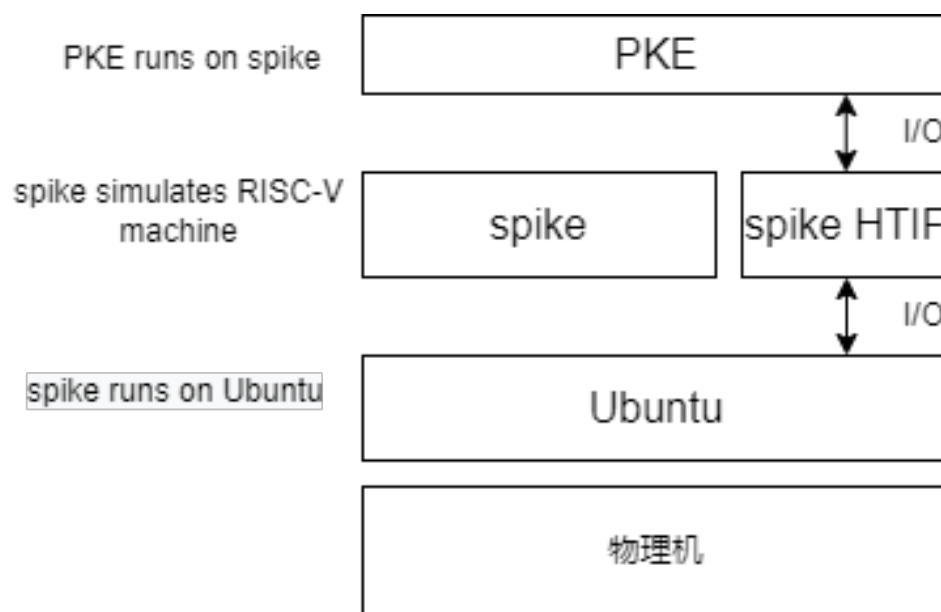 PKE runs on spike
PKE
I/O
spike simulates RISC-V
machine
spike
spike HTIF
I/O
spike runs on Ubuntu
Ubuntu
物理机